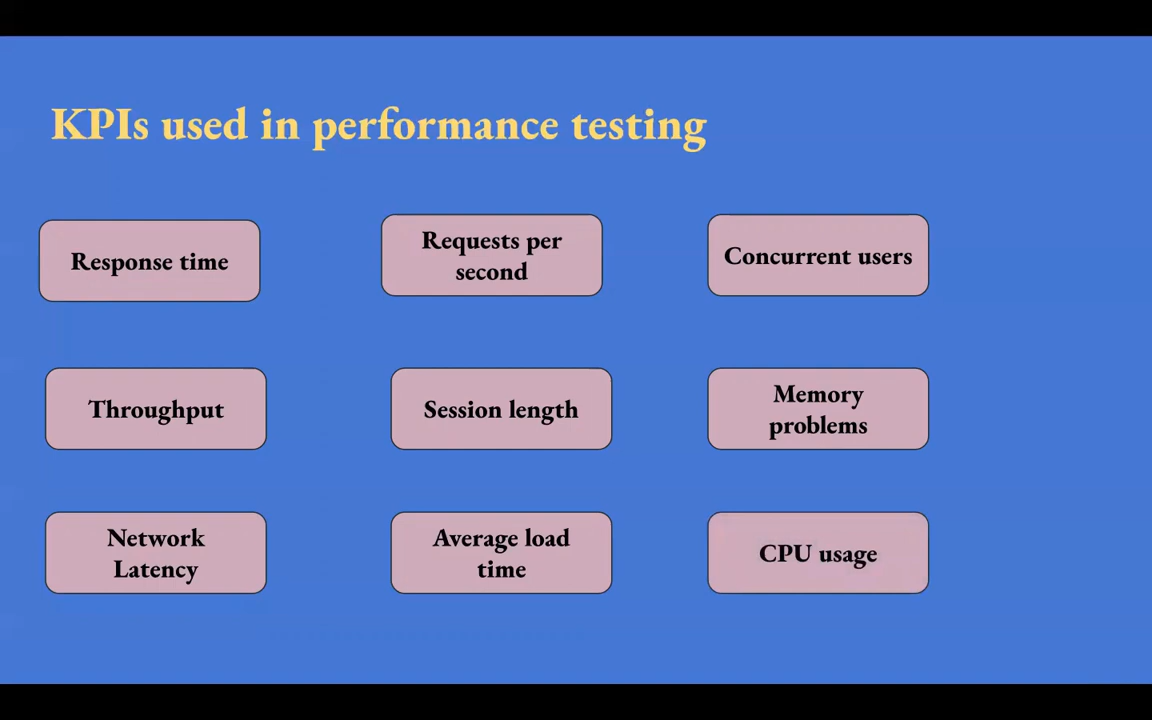 KPIs used in performance testing
Response time
Requests per
second
Concurrent users
Throughput
Session length
Memory
problems
Network
Latency
Average load
time
CPU usage